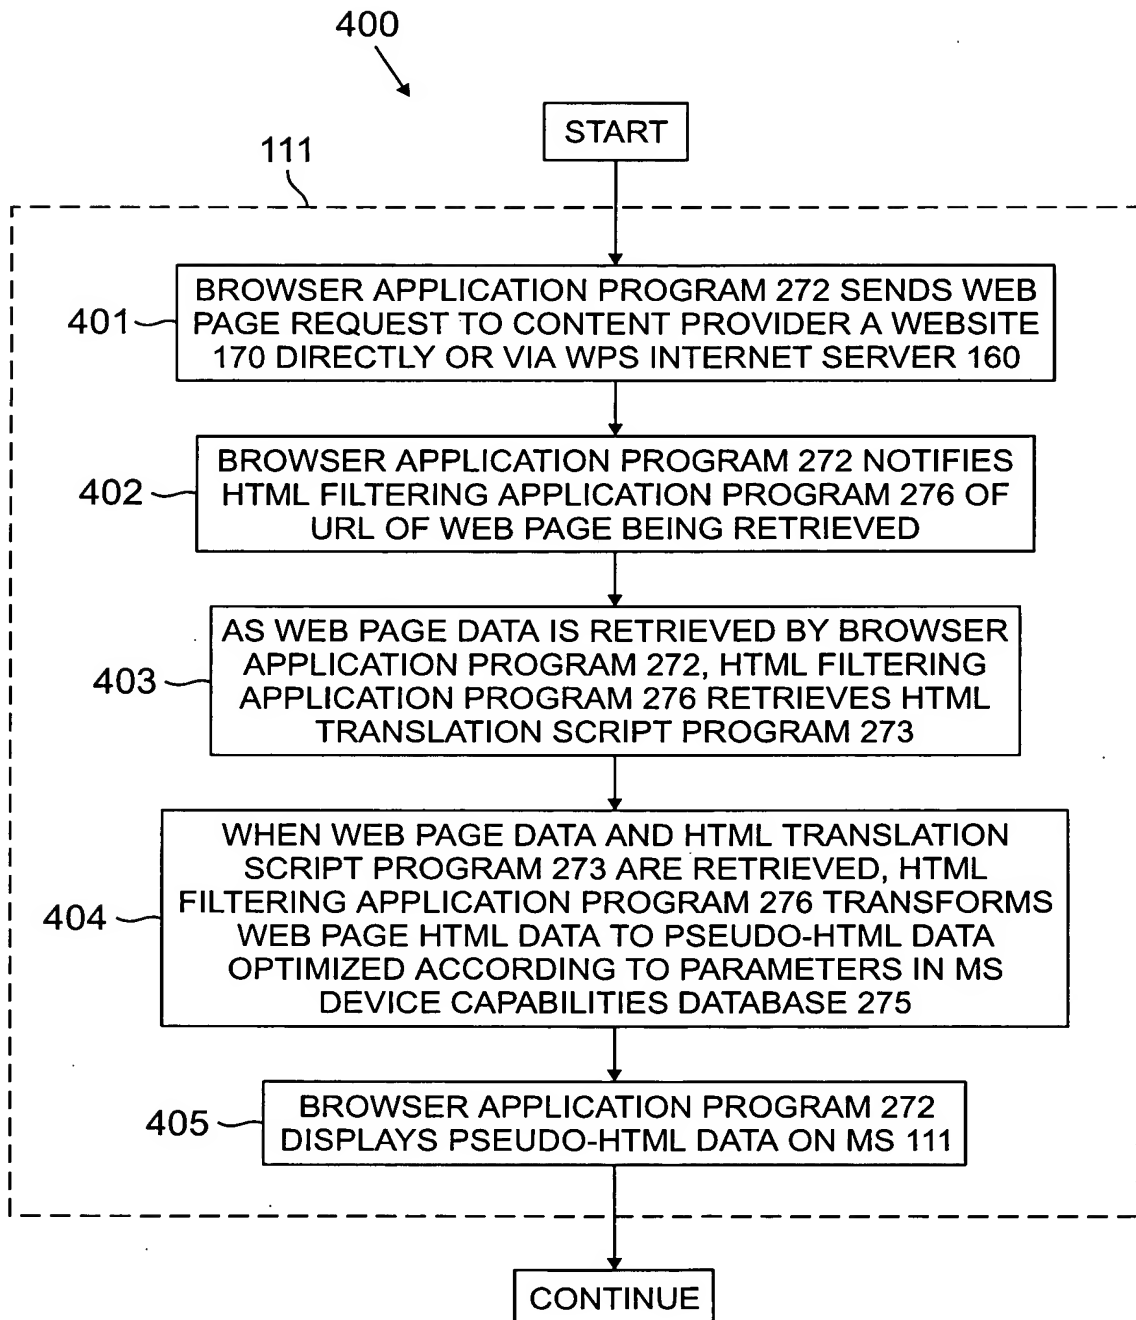 400
START
111
401
BROWSER APPLICATION PROGRAM 272 SENDS WEB
PAGE REQUEST TO CONTENT PROVIDER A WEBSITE
170 DIRECTLY OR VIA WPS INTERNET SERVER 160
402
BROWSER APPLICATION PROGRAM 272 NOTIFIES
HTML FILTERING APPLICATION PROGRAM 276 OF
URL OF WEB PAGE BEING RETRIEVED
403
AS WEB PAGE DATA IS RETRIEVED BY BROWSER
APPLICATION PROGRAM 272, HTML FILTERING
APPLICATION PROGRAM 276 RETRIEVES HTML
TRANSLATION SCRIPT PROGRAM 273
404
WHEN WEB PAGE DATA AND HTML TRANSLATION
SCRIPT PROGRAM 273 ARE RETRIEVED, HTML
FILTERING APPLICATION PROGRAM 276 TRANSFORMS
WEB PAGE HTML DATA TO PSEUDO-HTML DATA
OPTIMIZED ACCORDING TO PARAMETERS IN MS
DEVICE CAPABILITIES DATABASE 275
405
BROWSER APPLICATION PROGRAM 272
DISPLAYS PSEUDO-HTML DATA ON MS 111
CONTINUE